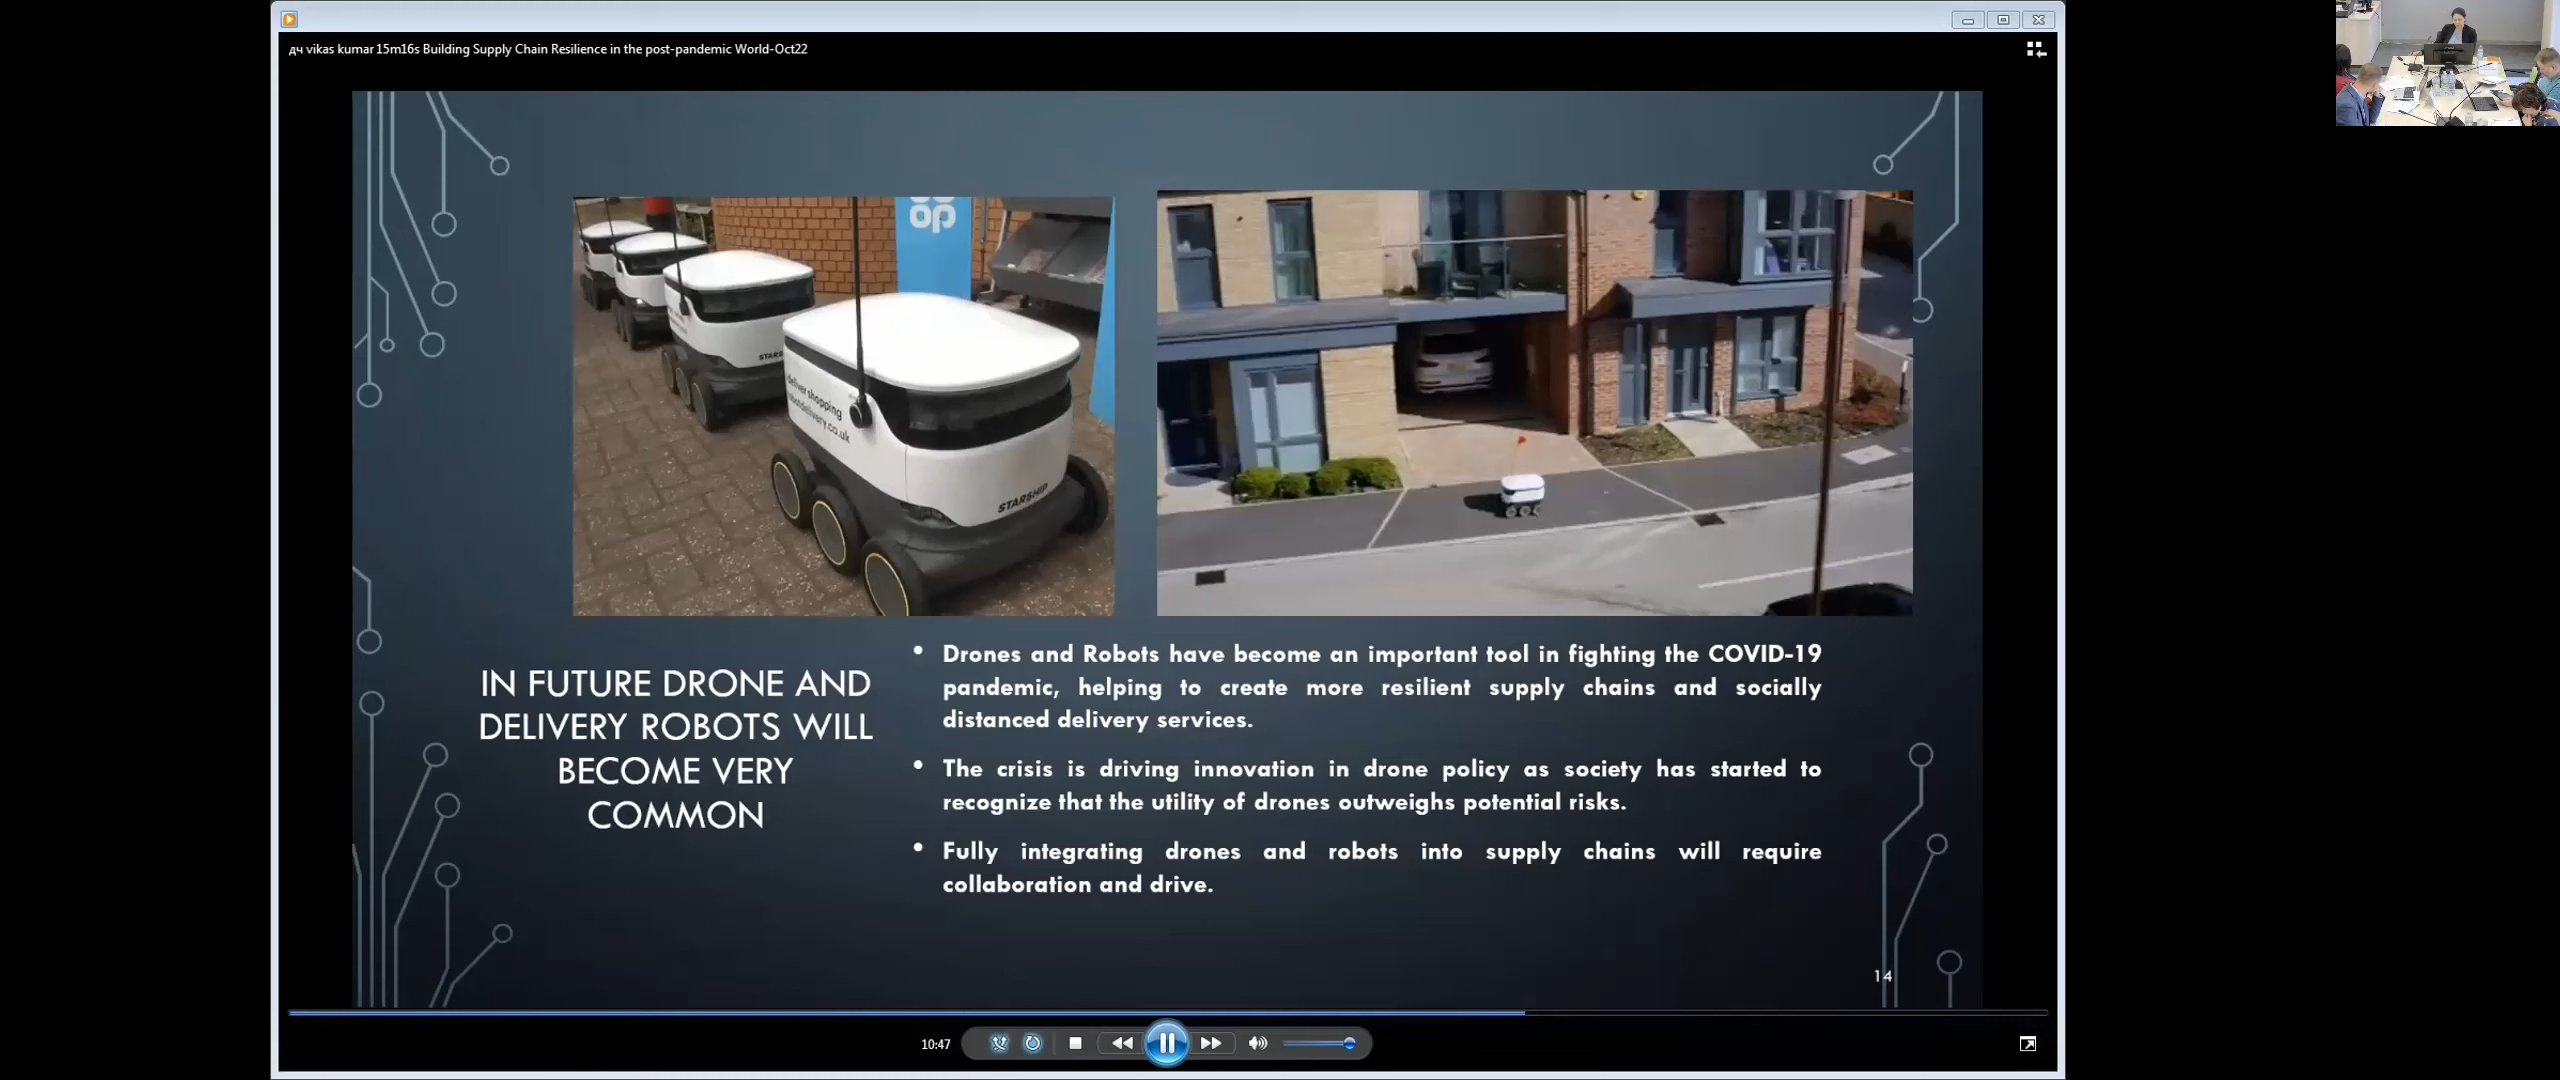 дч vikas kumar 15m16s Building Supply Chain Resilience in the post-pandemic World-Oct22
op
STARSHIP
deliver shopping
STARSHIP
IN FUTURE DRONE AND
DELIVERY ROBOTS WILL
BECOME VERY
COMMON
• Drones and Robots have become an important tool in fighting the COVID-19
pandemic, helping to create more resilient supply chains and socially
distanced delivery services.
• The crisis is driving innovation in drone policy as society has started to
recognize that the utility of drones outweighs potential risks.
• Fully integrating drones and robots into supply chains will require
collaboration and drive.
14
10:47